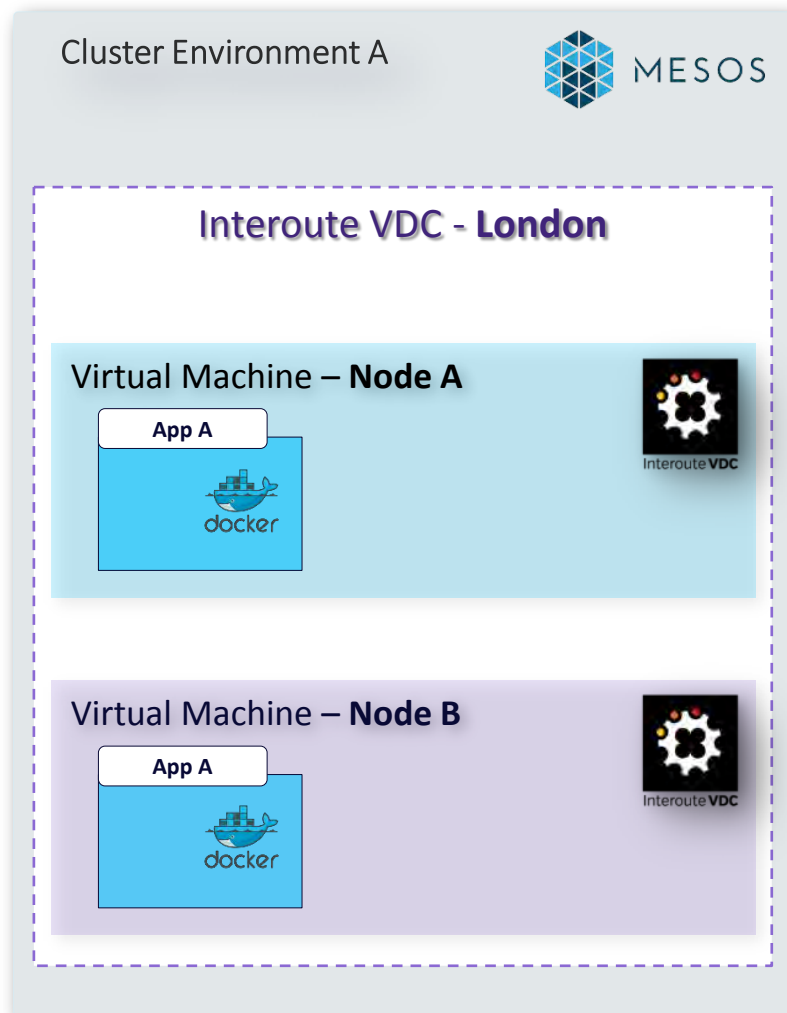 Cluster Environment A
MESOS
Interoute VDC - London
Virtual Machine – Node A
App A
docker
Interoute VDC
Virtual Machine – Node B
App A
docker
Interoute VDC